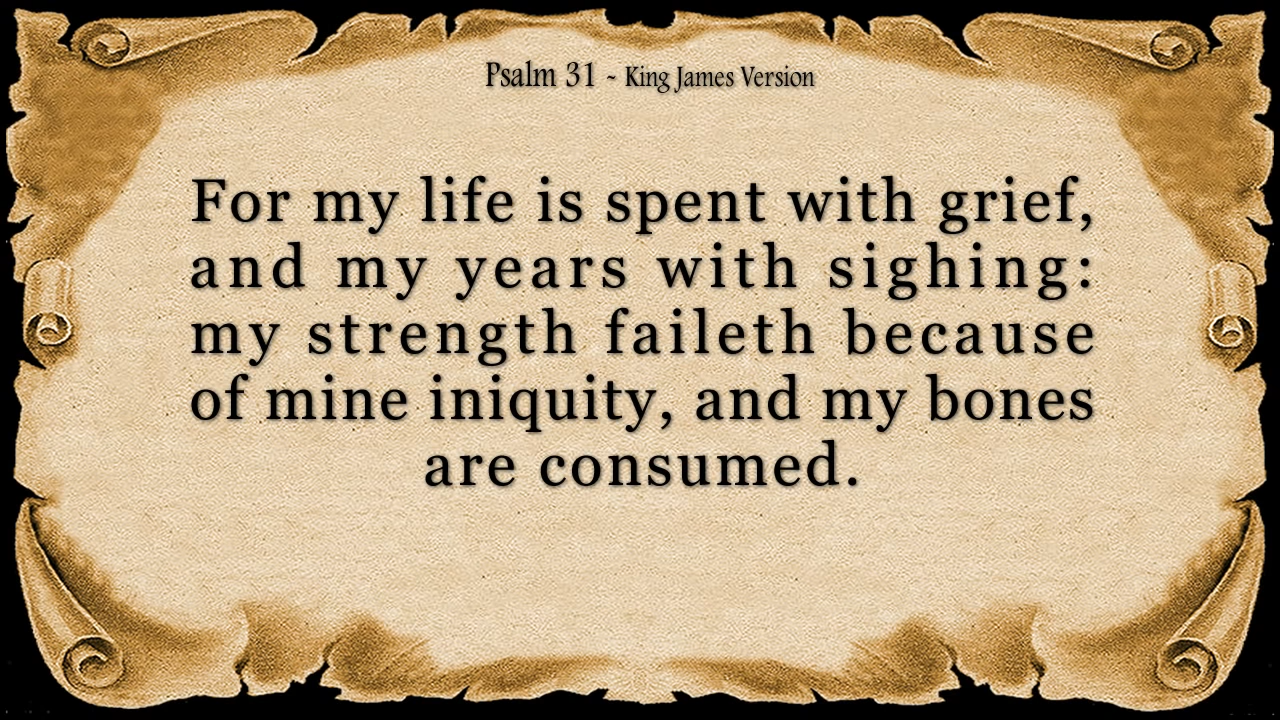 Psalm 31 ~ King James Version
For my life is spent with grief,
and my years with sighing:
my strength faileth because
of mine iniquity, and my bones
are consumed.